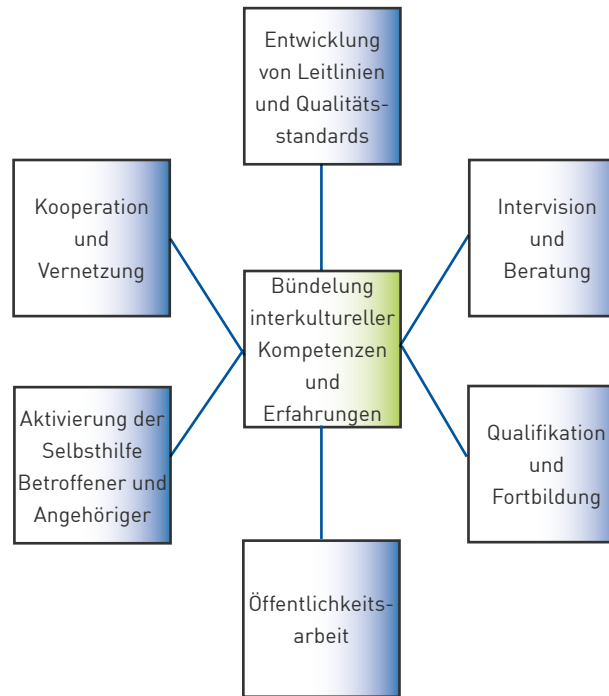 Entwicklung
von Leitlinien
und Qualitäts-
standards
Kooperation
und
Vernetzung
Intervision
und
Beratung
Bündelung
interkultureller
Kompetenzen
und
Erfahrungen
Aktivierung der
Selbsthilfe
Betroffener und
Angehöriger
Qualifikation
und
Fortbildung
Öffentlichkeits-
arbeit